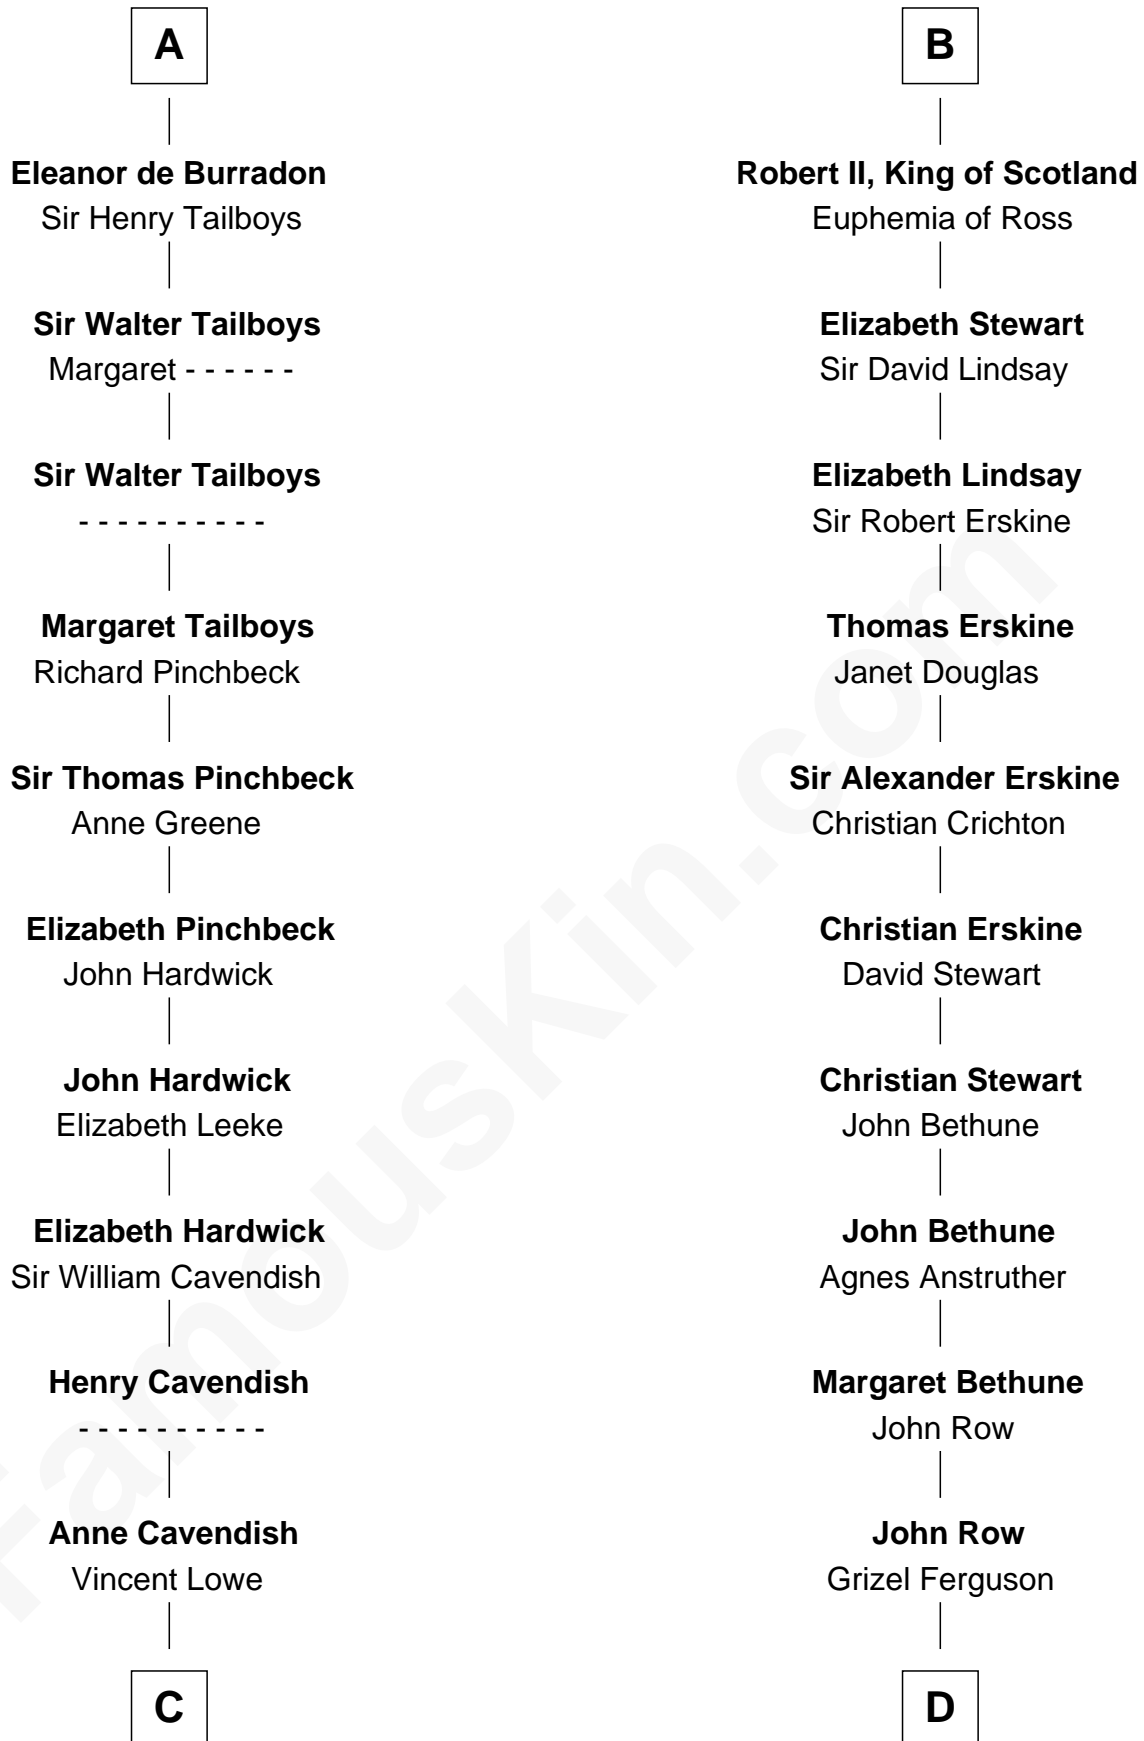 A
Eleanor de Burradon
Sir Henry Tailboys
Sir Walter Tailboys
Margaret - - - - - -
Sir Walter Tailboys
- - - - - - - - - -
Margaret Tailboys
Richard Pinchbeck
Sir Thomas Pinchbeck
Anne Greene
Elizabeth Pinchbeck
John Hardwick
John Hardwick
Elizabeth Leeke
Elizabeth Hardwick
Sir William Cavendish
Henry Cavendish
- - - - - - - - - -
Anne Cavendish
Vincent Lowe
C
B
Robert II, King of Scotland
Euphemia of Ross
Elizabeth Stewart
Sir David Lindsay
Elizabeth Lindsay
Sir Robert Erskine
Thomas Erskine
Janet Douglas
Sir Alexander Erskine
Christian Crichton
Christian Erskine
David Stewart
Christian Stewart
John Bethune
John Bethune
Agnes Anstruther
Margaret Bethune
John Row
John Row
Grizel Ferguson
D
FamousKin.com